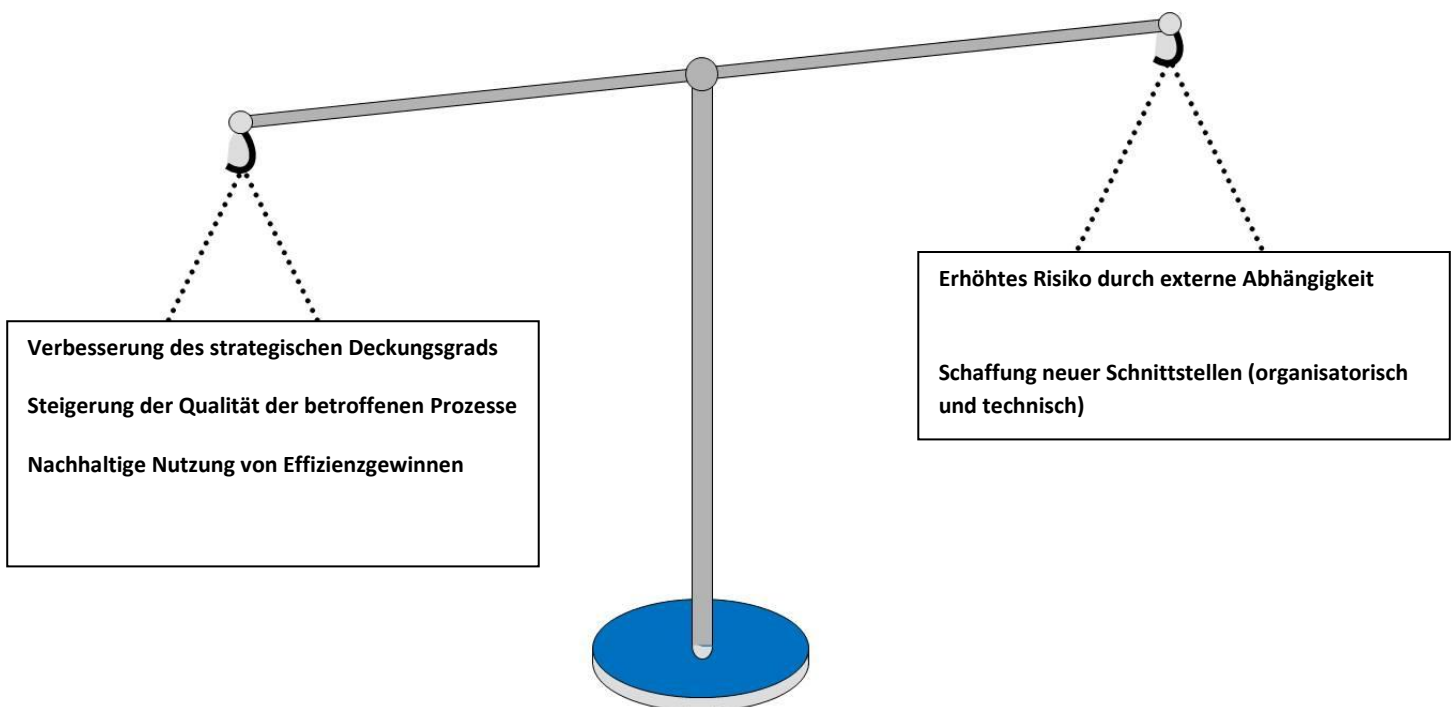 Verbesserung des strategischen Deckungsgrads
Steigerung der Qualität der betroffenen Prozesse
Nachhaltige Nutzung von Effizienzgewinnen
Erhöhtes Risiko durch externe Abhängigkeit
Schaffung neuer Schnittstellen (organisatorisch
und technisch)